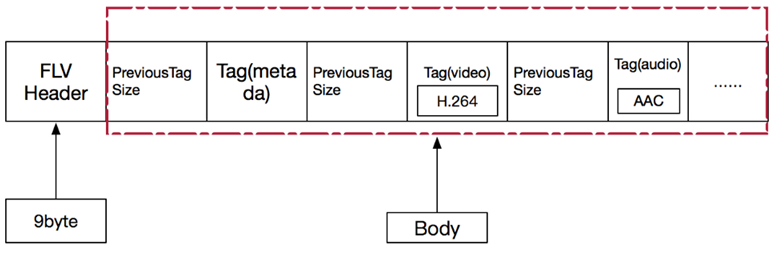 FLV
Header
PreviousTag
Size
Tag(meta
da)
PreviousTag
Size
Tag(video)
H.264
PreviousTag
Size
Tag(audio)
AAC
......
9byte
Body